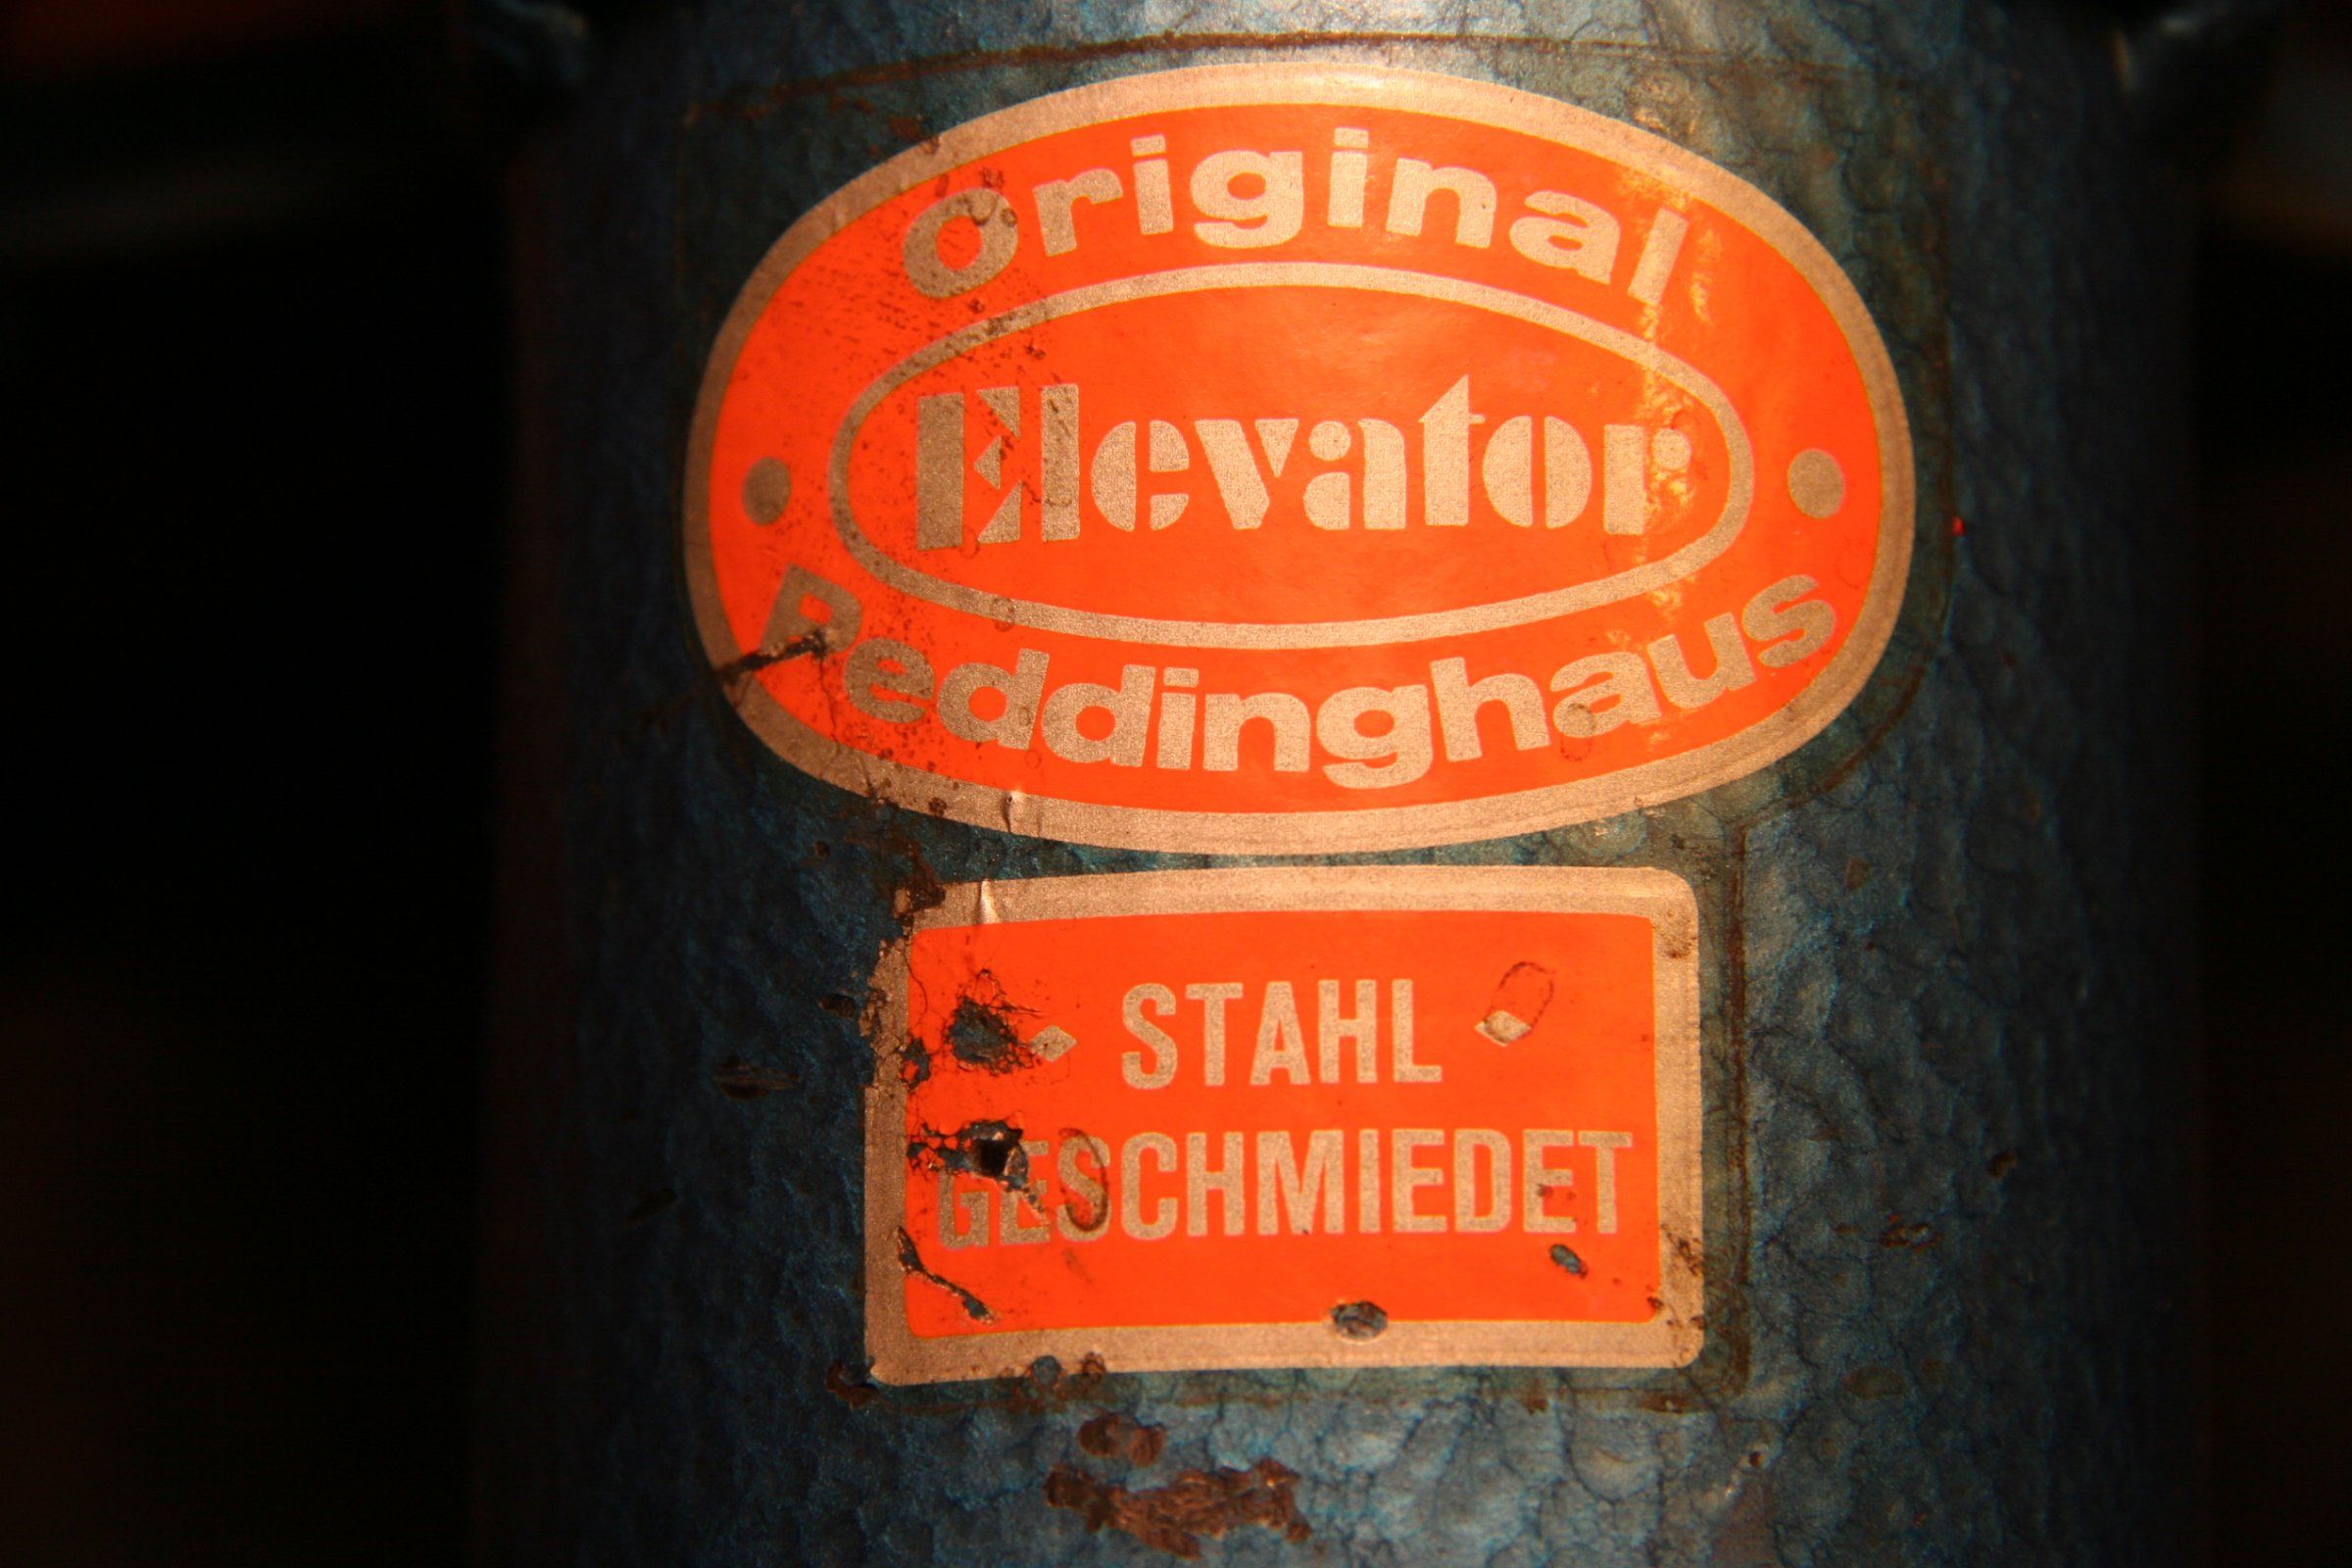 Original
Elevator
Peddinghaus
STAHL
GESCHMIEDET